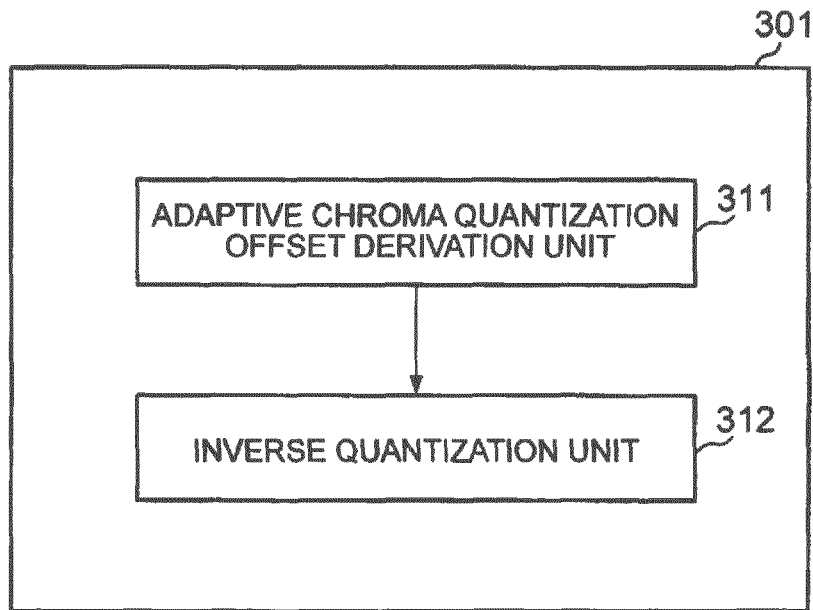 301
ADAPTIVE CHROMA QUANTIZATION
OFFSET DERIVATION UNIT
311
INVERSE QUANTIZATION UNIT
312